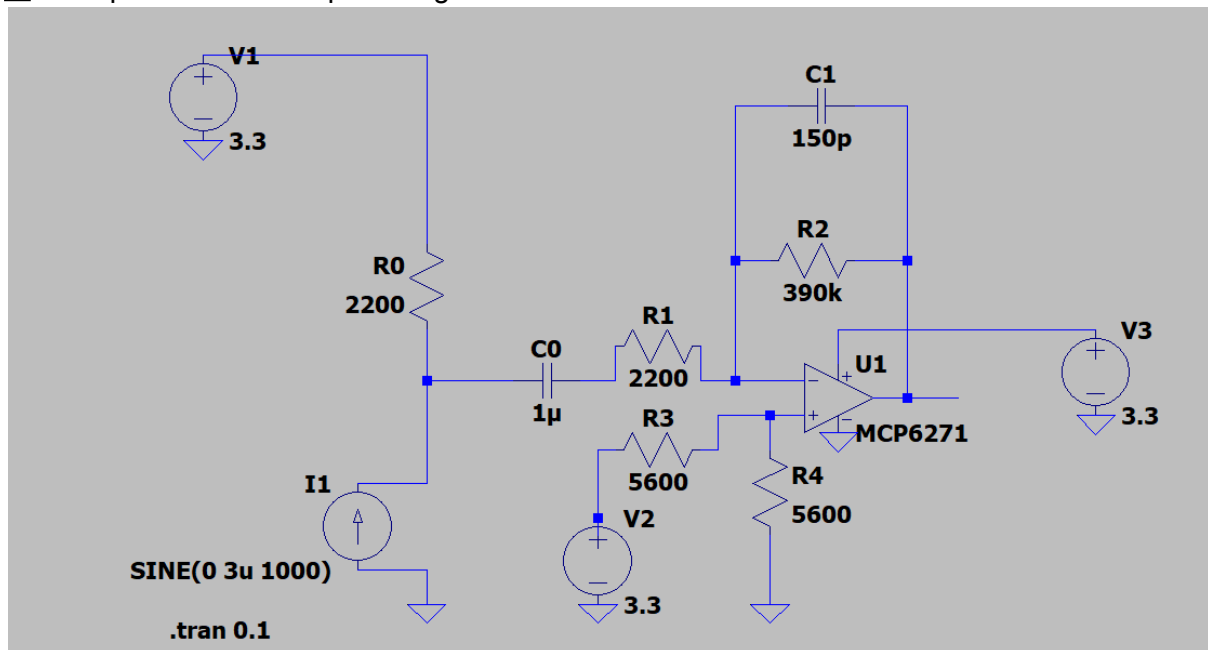 V1
3.3
C1
150p
R2
390k
R0
2200
V3
3.3
C0
1µ
R1
2200
U1
MCP6271
R3
5600
R4
5600
I1
V2
3.3
SINE(0 3u 1000)
.tran 0.1